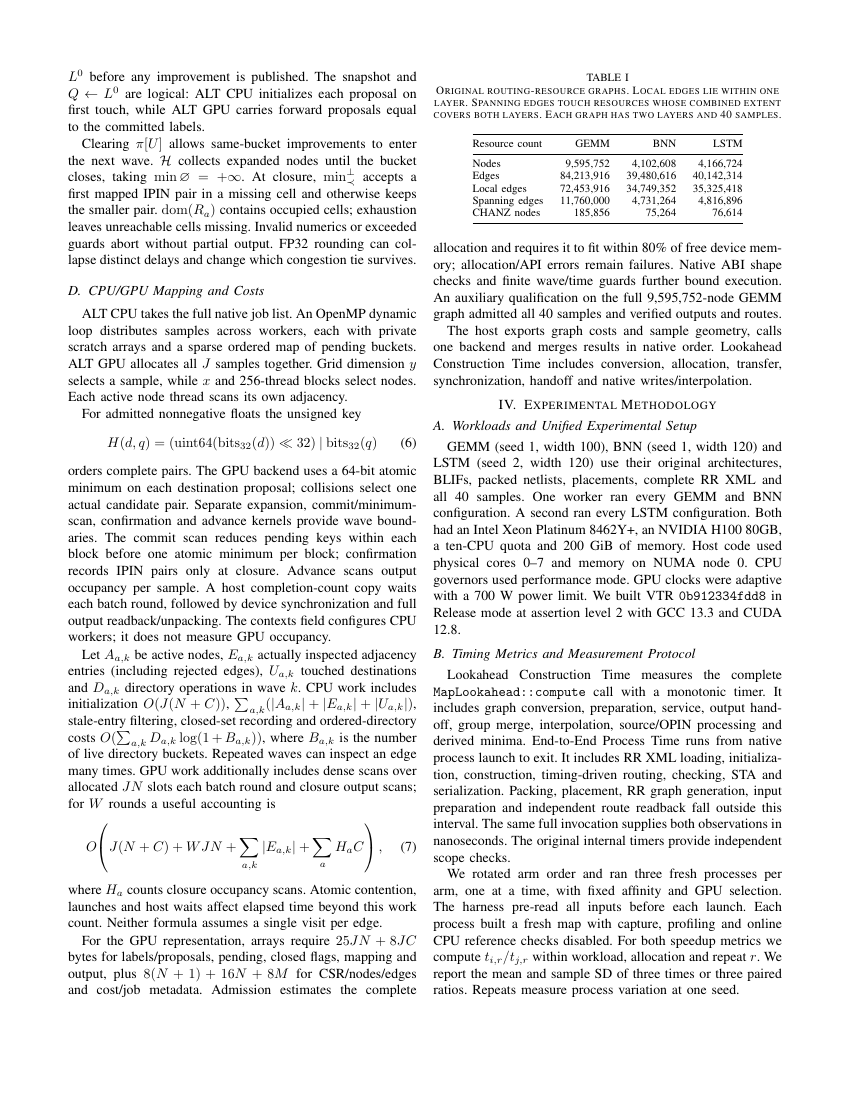 L⁰ before any improvement is published. The snapshot and
Q ← L⁰ are logical: ALT CPU initializes each proposal on
first touch, while ALT GPU carries forward proposals equal
to the committed labels.
Clearing π[U] allows same-bucket improvements to enter
the next wave. ℋ collects expanded nodes until the bucket
closes, taking min ∅ = +∞. At closure, min⊥≺ accepts a
first mapped IPIN pair in a missing cell and otherwise keeps
the smaller pair. dom(Rₐ) contains occupied cells; exhaustion
leaves unreachable cells missing. Invalid numerics or exceeded
guards abort without partial output. FP32 rounding can col-
lapse distinct delays and change which congestion tie survives.
D. CPU/GPU Mapping and Costs
ALT CPU takes the full native job list. An OpenMP dynamic
loop distributes samples across workers, each with private
scratch arrays and a sparse ordered map of pending buckets.
ALT GPU allocates all J samples together. Grid dimension y
selects a sample, while x and 256-thread blocks select nodes.
Each active node thread scans its own adjacency.
For admitted nonnegative floats the unsigned key
H(d, q) = (uint64(bits₃₂(d)) ≪ 32) | bits₃₂(q) (6)
orders complete pairs. The GPU backend uses a 64-bit atomic
minimum on each destination proposal; collisions select one
actual candidate pair. Separate expansion, commit/minimum-
scan, confirmation and advance kernels provide wave bound-
aries. The commit scan reduces pending keys within each
block before one atomic minimum per block; confirmation
records IPIN pairs only at closure. Advance scans output
occupancy per sample. A host completion-count copy waits
each batch round, followed by device synchronization and full
output readback/unpacking. The contexts field configures CPU
workers; it does not measure GPU occupancy.
Let A_{a,k} be active nodes, E_{a,k} actually inspected adjacency
entries (including rejected edges), U_{a,k} touched destinations
and D_{a,k} directory operations in wave k. CPU work includes
initialization O(J(N + C)), ∑_{a,k}(|A_{a,k}| + |E_{a,k}| + |U_{a,k}|),
stale-entry filtering, closed-set recording and ordered-directory
costs O(∑_{a,k} D_{a,k} log(1 + B_{a,k})), where B_{a,k} is the number
of live directory buckets. Repeated waves can inspect an edge
many times. GPU work additionally includes dense scans over
allocated JN slots each batch round and closure output scans;
for W rounds a useful accounting is
O(J(N + C) + WJN + ∑_{a,k} |E_{a,k}| + ∑_a H_aC), (7)
where Hₐ counts closure occupancy scans. Atomic contention,
launches and host waits affect elapsed time beyond this work
count. Neither formula assumes a single visit per edge.
For the GPU representation, arrays require 25JN + 8JC
bytes for labels/proposals, pending, closed flags, mapping and
output, plus 8(N + 1) + 16N + 8M for CSR/nodes/edges
and cost/job metadata. Admission estimates the complete
TABLE I
ORIGINAL ROUTING-RESOURCE GRAPHS. LOCAL EDGES LIE WITHIN ONE
LAYER. SPANNING EDGES TOUCH RESOURCES WHOSE COMBINED EXTENT
COVERS BOTH LAYERS. EACH GRAPH HAS TWO LAYERS AND 40 SAMPLES.
Resource count GEMM BNN LSTM
Nodes 9,595,752 4,102,608 4,166,724
Edges 84,213,916 39,480,616 40,142,314
Local edges 72,453,916 34,749,352 35,325,418
Spanning edges 11,760,000 4,731,264 4,816,896
CHANZ nodes 185,856 75,264 76,614
allocation and requires it to fit within 80% of free device mem-
ory; allocation/API errors remain failures. Native ABI shape
checks and finite wave/time guards further bound execution.
An auxiliary qualification on the full 9,595,752-node GEMM
graph admitted all 40 samples and verified outputs and routes.
The host exports graph costs and sample geometry, calls
one backend and merges results in native order. Lookahead
Construction Time includes conversion, allocation, transfer,
synchronization, handoff and native writes/interpolation.
IV. EXPERIMENTAL METHODOLOGY
A. Workloads and Unified Experimental Setup
GEMM (seed 1, width 100), BNN (seed 1, width 120) and
LSTM (seed 2, width 120) use their original architectures,
BLIFs, packed netlists, placements, complete RR XML and
all 40 samples. One worker ran every GEMM and BNN
configuration. A second ran every LSTM configuration. Both
had an Intel Xeon Platinum 8462Y+, an NVIDIA H100 80GB,
a ten-CPU quota and 200 GiB of memory. Host code used
physical cores 0–7 and memory on NUMA node 0. CPU
governors used performance mode. GPU clocks were adaptive
with a 700 W power limit. We built VTR 0b912334fdd8 in
Release mode at assertion level 2 with GCC 13.3 and CUDA
12.8.
B. Timing Metrics and Measurement Protocol
Lookahead Construction Time measures the complete
MapLookahead::compute call with a monotonic timer. It
includes graph conversion, preparation, service, output hand-
off, group merge, interpolation, source/OPIN processing and
derived minima. End-to-End Process Time runs from native
process launch to exit. It includes RR XML loading, initializa-
tion, construction, timing-driven routing, checking, STA and
serialization. Packing, placement, RR graph generation, input
preparation and independent route readback fall outside this
interval. The same full invocation supplies both observations in
nanoseconds. The original internal timers provide independent
scope checks.
We rotated arm order and ran three fresh processes per
arm, one at a time, with fixed affinity and GPU selection.
The harness pre-read all inputs before each launch. Each
process built a fresh map with capture, profiling and online
CPU reference checks disabled. For both speedup metrics we
compute t_{i,r}/t_{j,r} within workload, allocation and repeat r. We
report the mean and sample SD of three times or three paired
ratios. Repeats measure process variation at one seed.